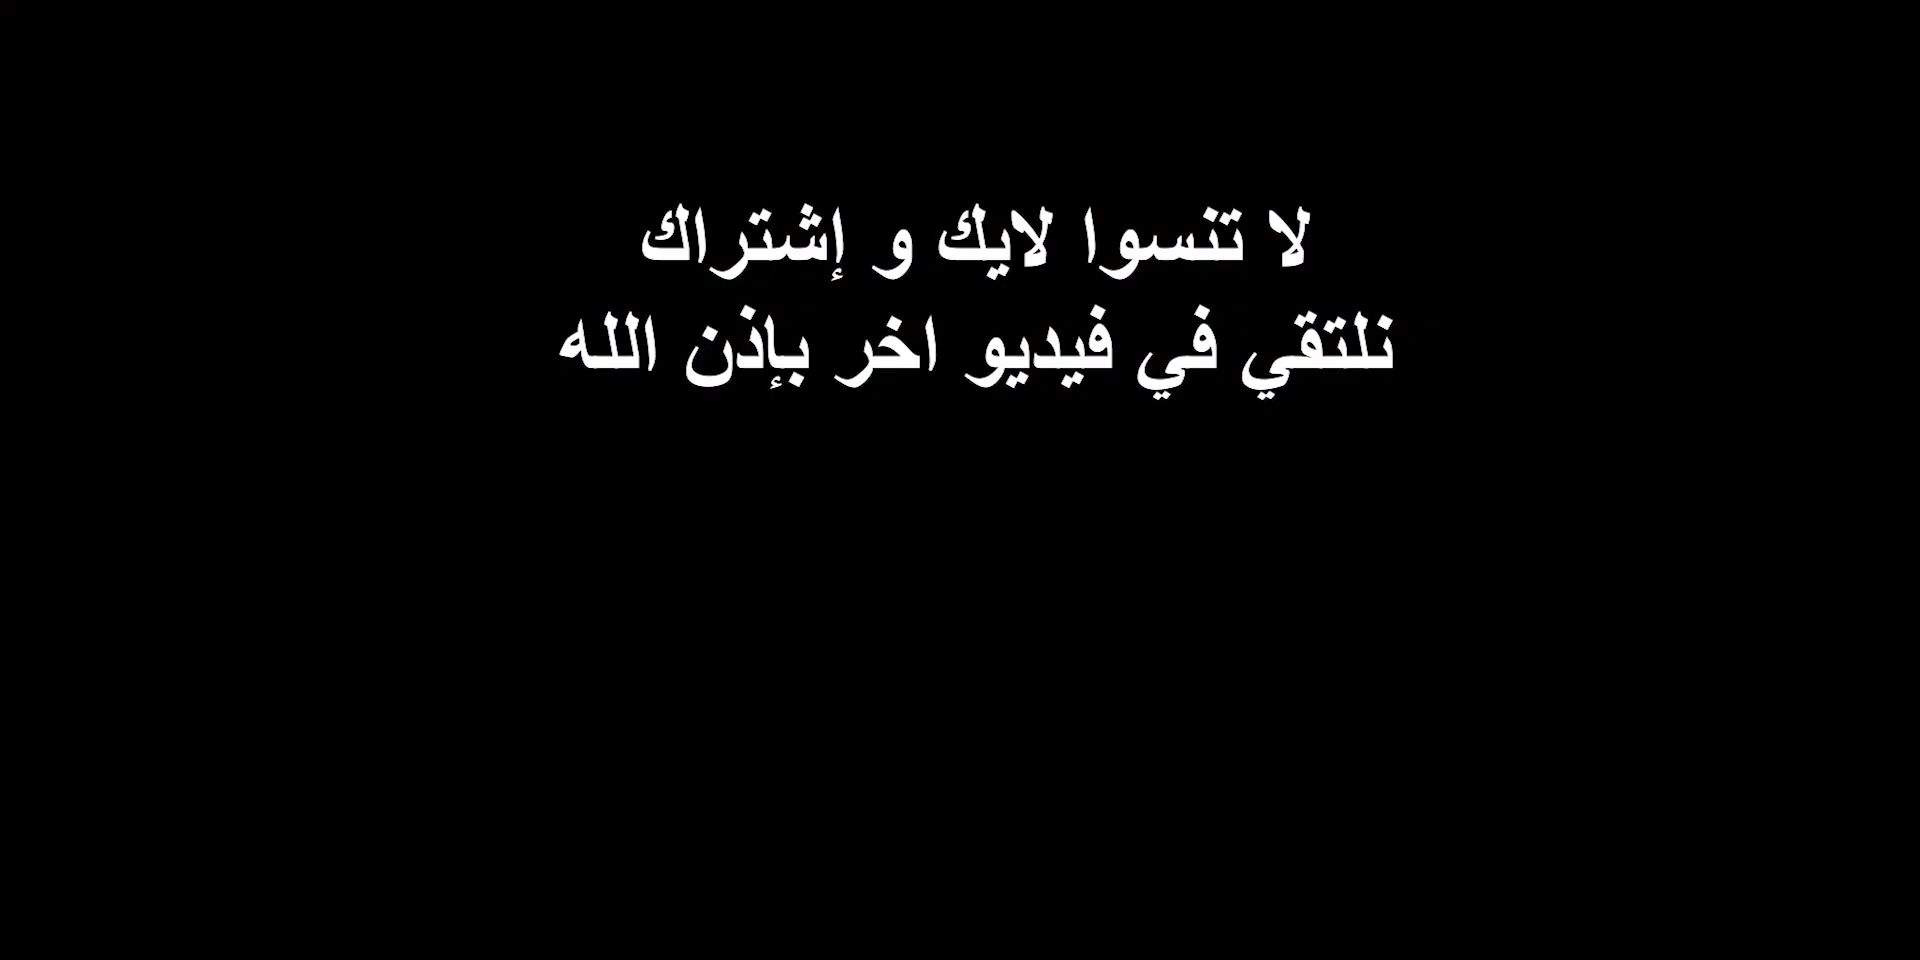 لا تنسوا لايك و إشتراك
نلتقي في فيديو اخر بإذن الله